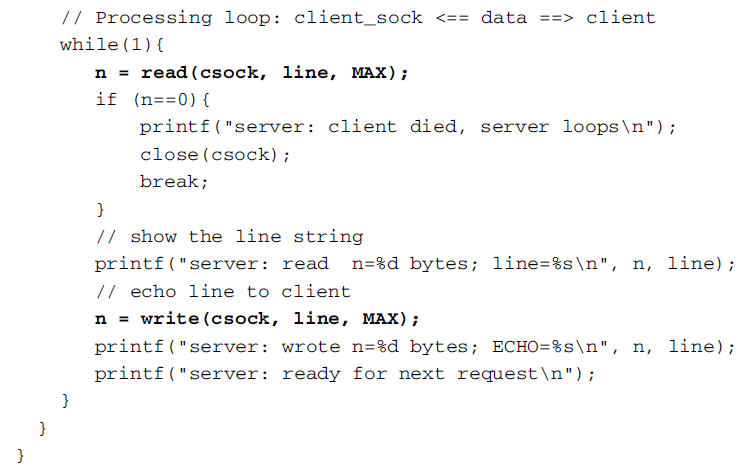 // Processing loop: client_sock <== data ==> client
while(1){
n = read(csock, line, MAX);
if (n==0){
printf("server: client died, server loops\n");
close(csock);
break;
}
// show the line string
printf("server: read  n=%d bytes; line=%s\n", n, line);
// echo line to client
n = write(csock, line, MAX);
printf("server: wrote n=%d bytes; ECHO=%s\n", n, line);
printf("server: ready for next request\n");
}
}
}